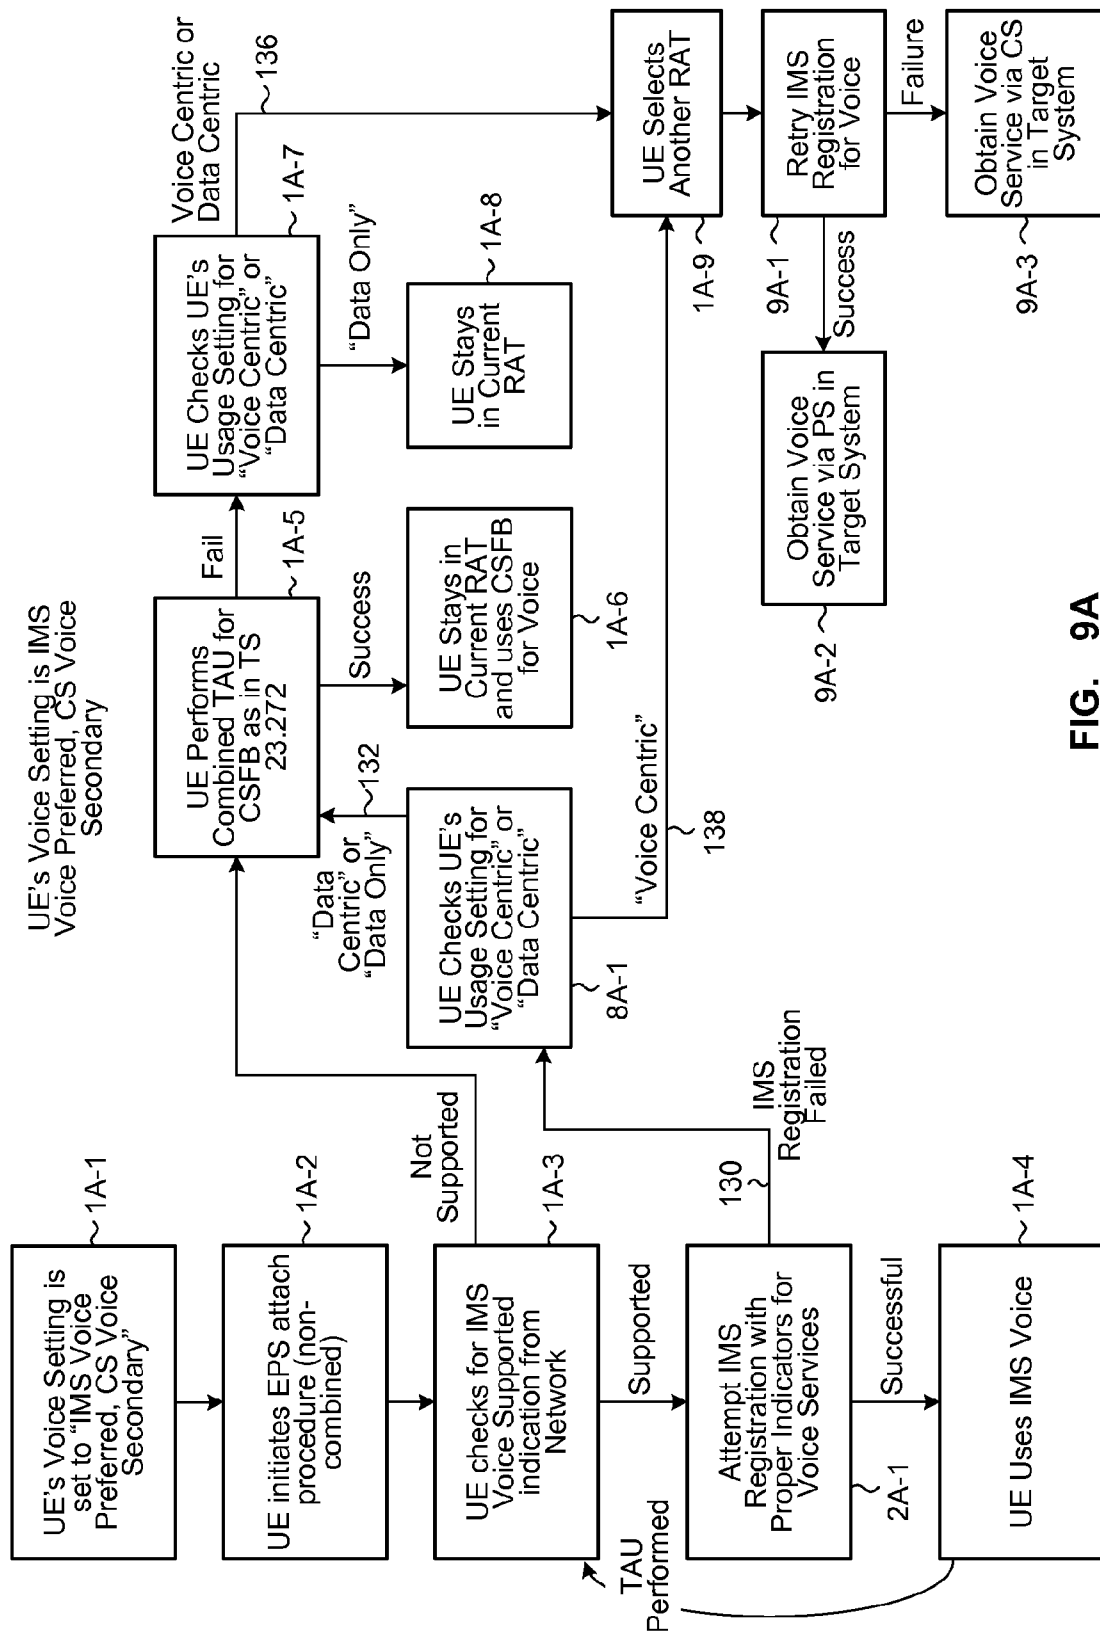 UE's Voice Setting is IMS
Voice Preferred, CS Voice
Secondary
UE's Voice Setting is
set to “IMS Voice
Preferred, CS Voice
Secondary”
1A-1
UE initiates EPS attach
procedure (non-
combined)
1A-2
UE checks for IMS
Voice Supported
indication from
Network
1A-3
Not
Supported
Supported
TAU
Performed
Attempt IMS
Registration with
Proper Indicators for
Voice Services
2A-1
130
IMS
Registration
Failed
Successful
UE Uses IMS Voice
1A-4
UE Checks UE's
Usage Setting for
“Voice Centric” or
“Data Centric”
8A-1
“Data
Centric” or
“Data Only”
132
“Voice Centric”
138
UE Performs
Combined TAU for
CSFB as in TS
23.272
1A-5
Success
UE Stays in
Current RAT
and uses CSFB
for Voice
1A-6
Fail
UE Checks UE's
Usage Setting for
“Voice Centric” or
“Data Centric”
1A-7
“Data Only”
UE Stays
in Current
RAT
1A-8
Voice Centric or
Data Centric
136
UE Selects
Another RAT
1A-9
Retry IMS
Registration
for Voice
9A-1
Success
Obtain Voice
Service via PS in
Target System
9A-2
Failure
Obtain Voice
Service via CS
in Target
System
9A-3
FIG. 9A